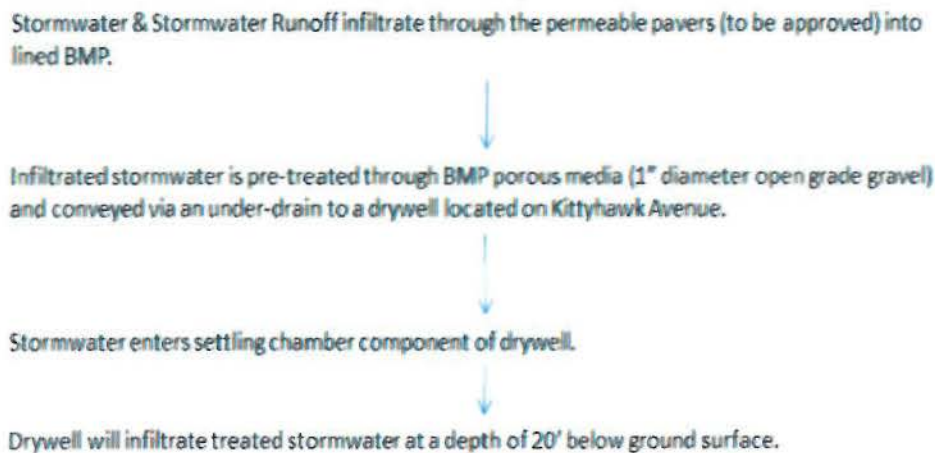 Stormwater & Stormwater Runoff infiltrate through the permeable pavers (to be approved) into
lined BMP.
Infiltrated stormwater is pre-treated through BMP porous media (1" diameter open grade gravel)
and conveyed via an under-drain to a drywell located on Kittyhawk Avenue.
Stormwater enters settling chamber component of drywell.
Drywell will infiltrate treated stormwater at a depth of 20' below ground surface.